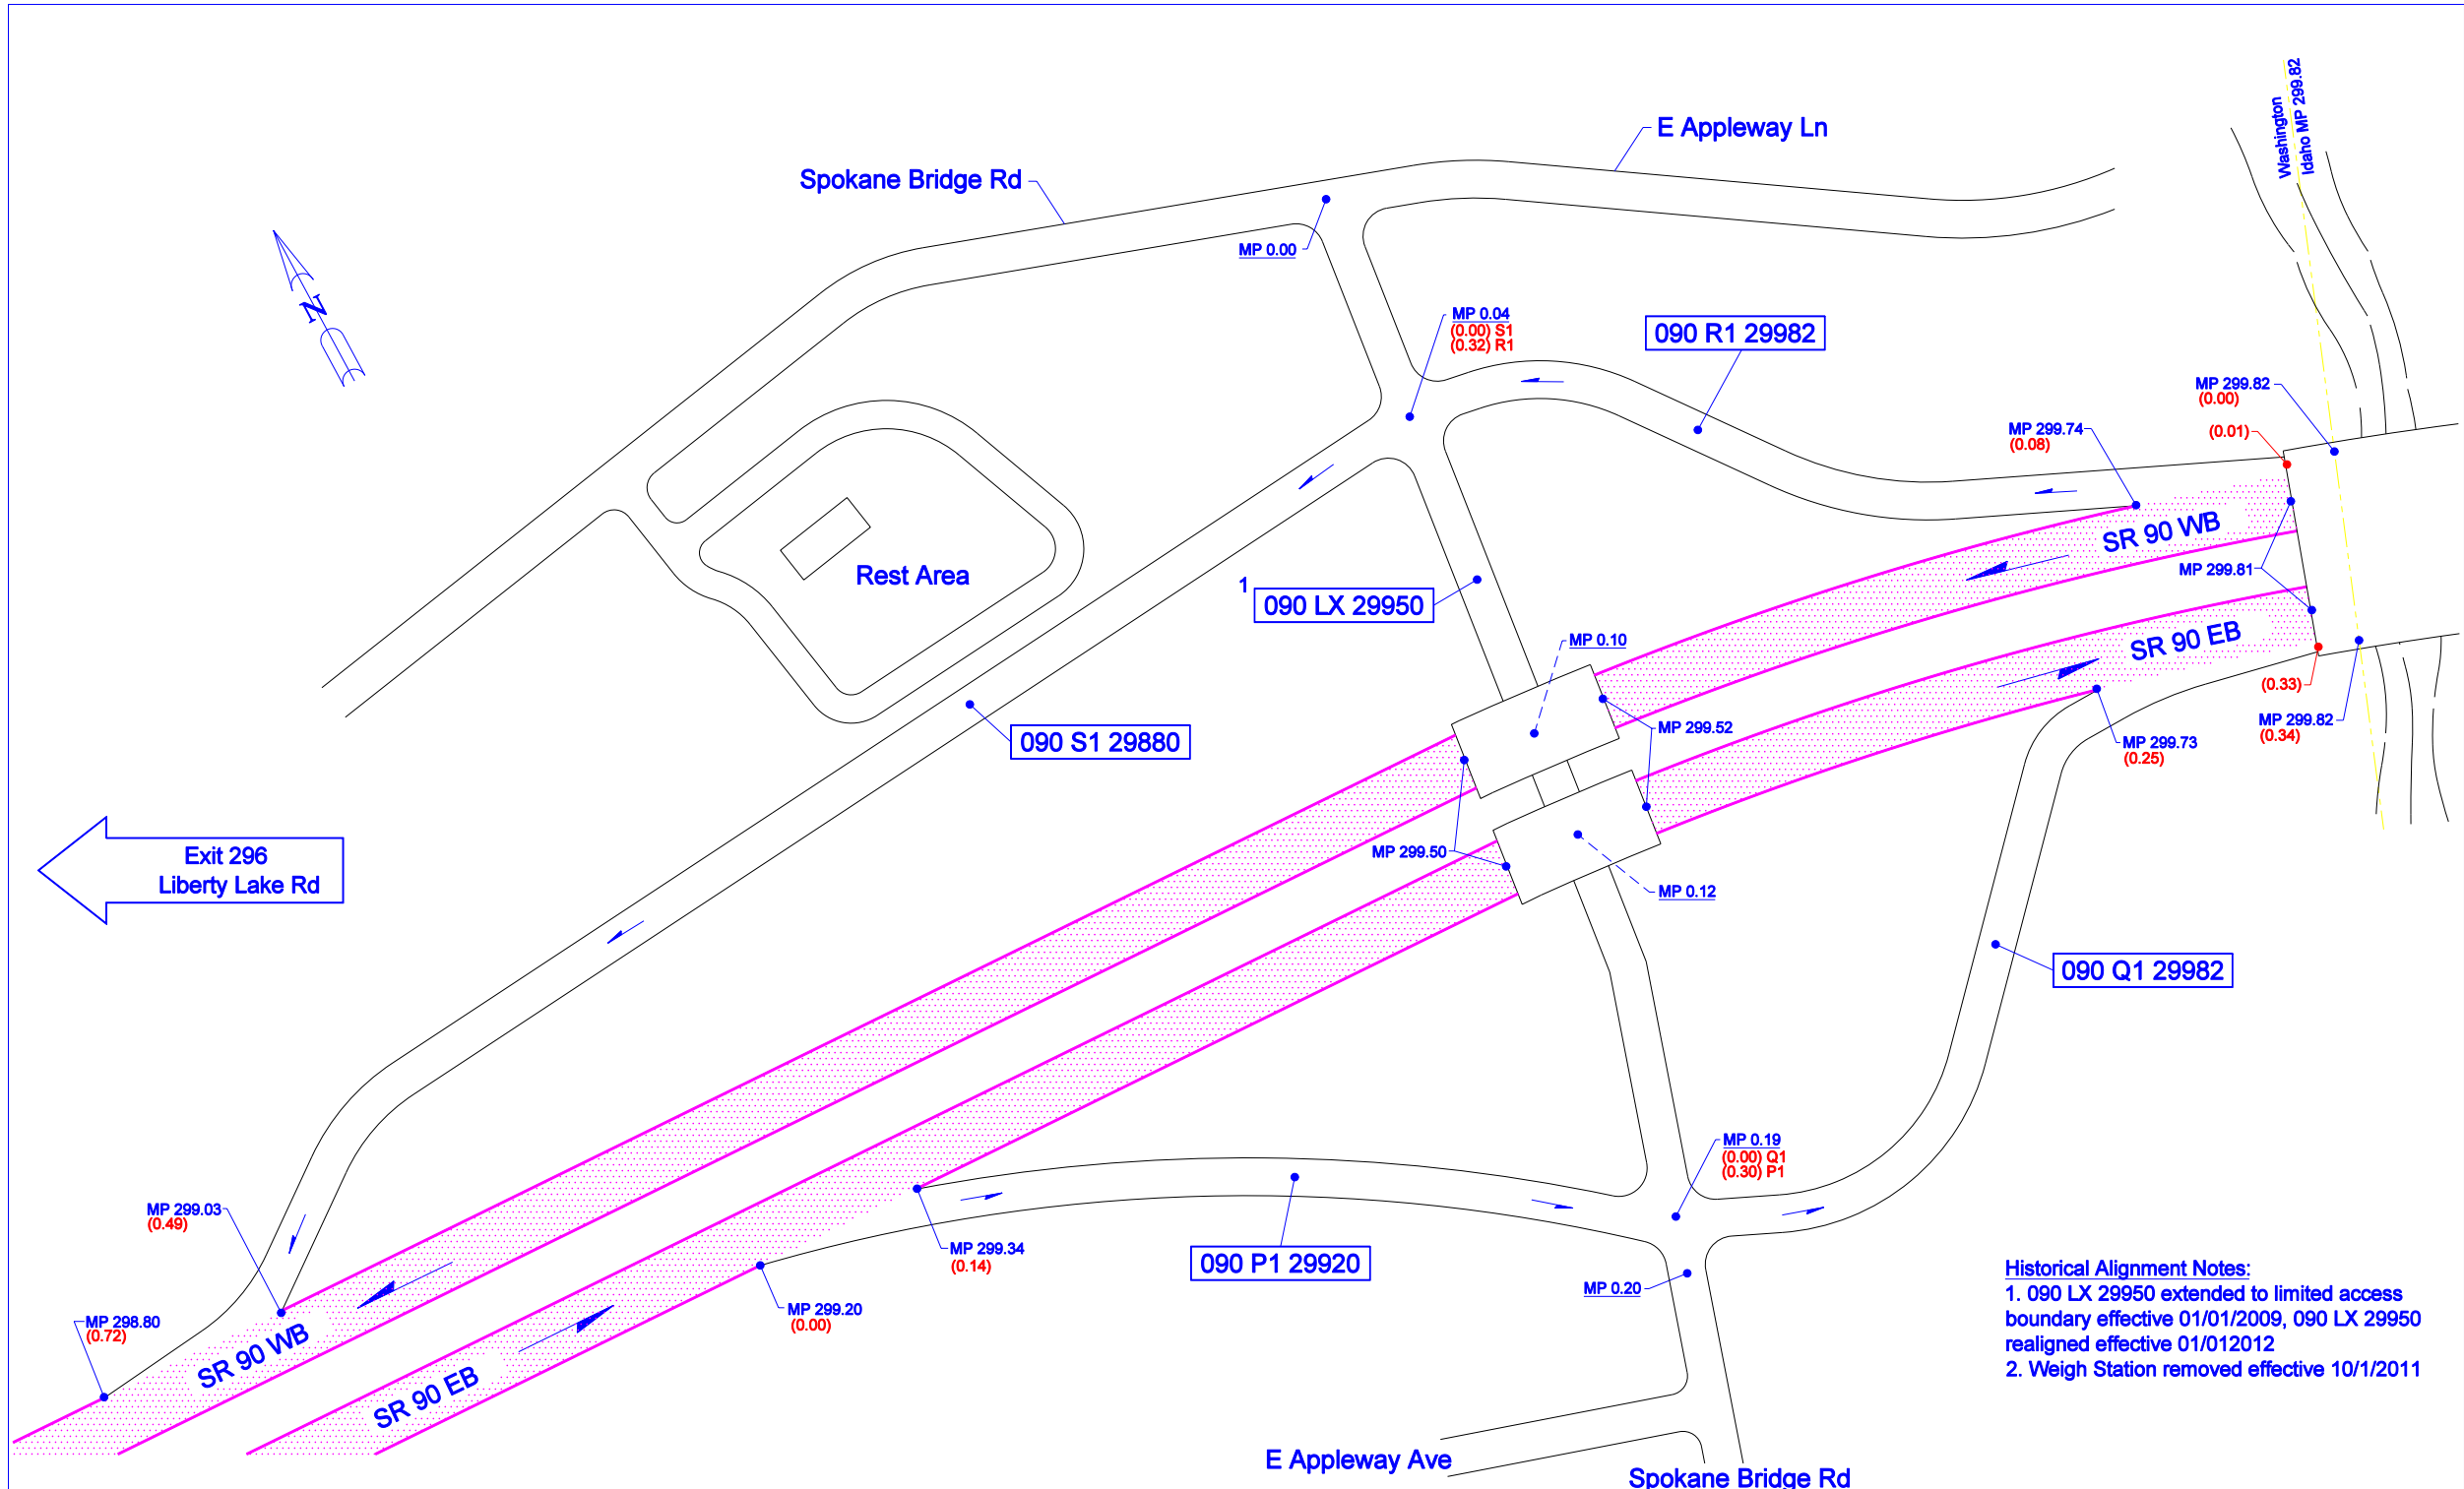 Washington
Idaho MP 299.82
E Appleway Ln
Spokane Bridge Rd
MP 0.00
N
MP 0.04
(0.00) S1
(0.32) R1
090 R1 29982
MP 299.82
(0.00)
(0.01)
MP 299.74
(0.08)
SR 90 WB
MP 299.81
Rest Area
1
090 LX 29950
MP 0.10
SR 90 EB
(0.33)
MP 299.82
(0.34)
MP 299.52
MP 299.73
(0.25)
090 S1 29880
MP 299.50
Exit 296
Liberty Lake Rd
MP 0.12
090 Q1 29982
MP 0.19
(0.00) Q1
(0.30) P1
MP 299.03
(0.49)
MP 299.34
(0.14)
090 P1 29920
MP 0.20
MP 299.20
(0.00)
MP 298.80
(0.72)
SR 90 WB
SR 90 EB
Historical Alignment Notes:
1. 090 LX 29950 extended to limited access
boundary effective 01/01/2009, 090 LX 29950
realigned effective 01/012012
2. Weigh Station removed effective 10/1/2011
E Appleway Ave
Spokane Bridge Rd